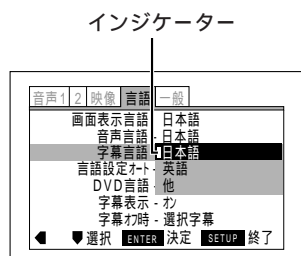 インジケーター
音声1 2 映像 言語 一般
画面表示言語 日本語
音声言語 - 日本語
字幕言語 - 日本語
言語設定オート - 英語
DVD言語 - 他
字幕表示 - オン
字幕オフ時 - 選択字幕
選択 ENTER 決定 SETUP 終了